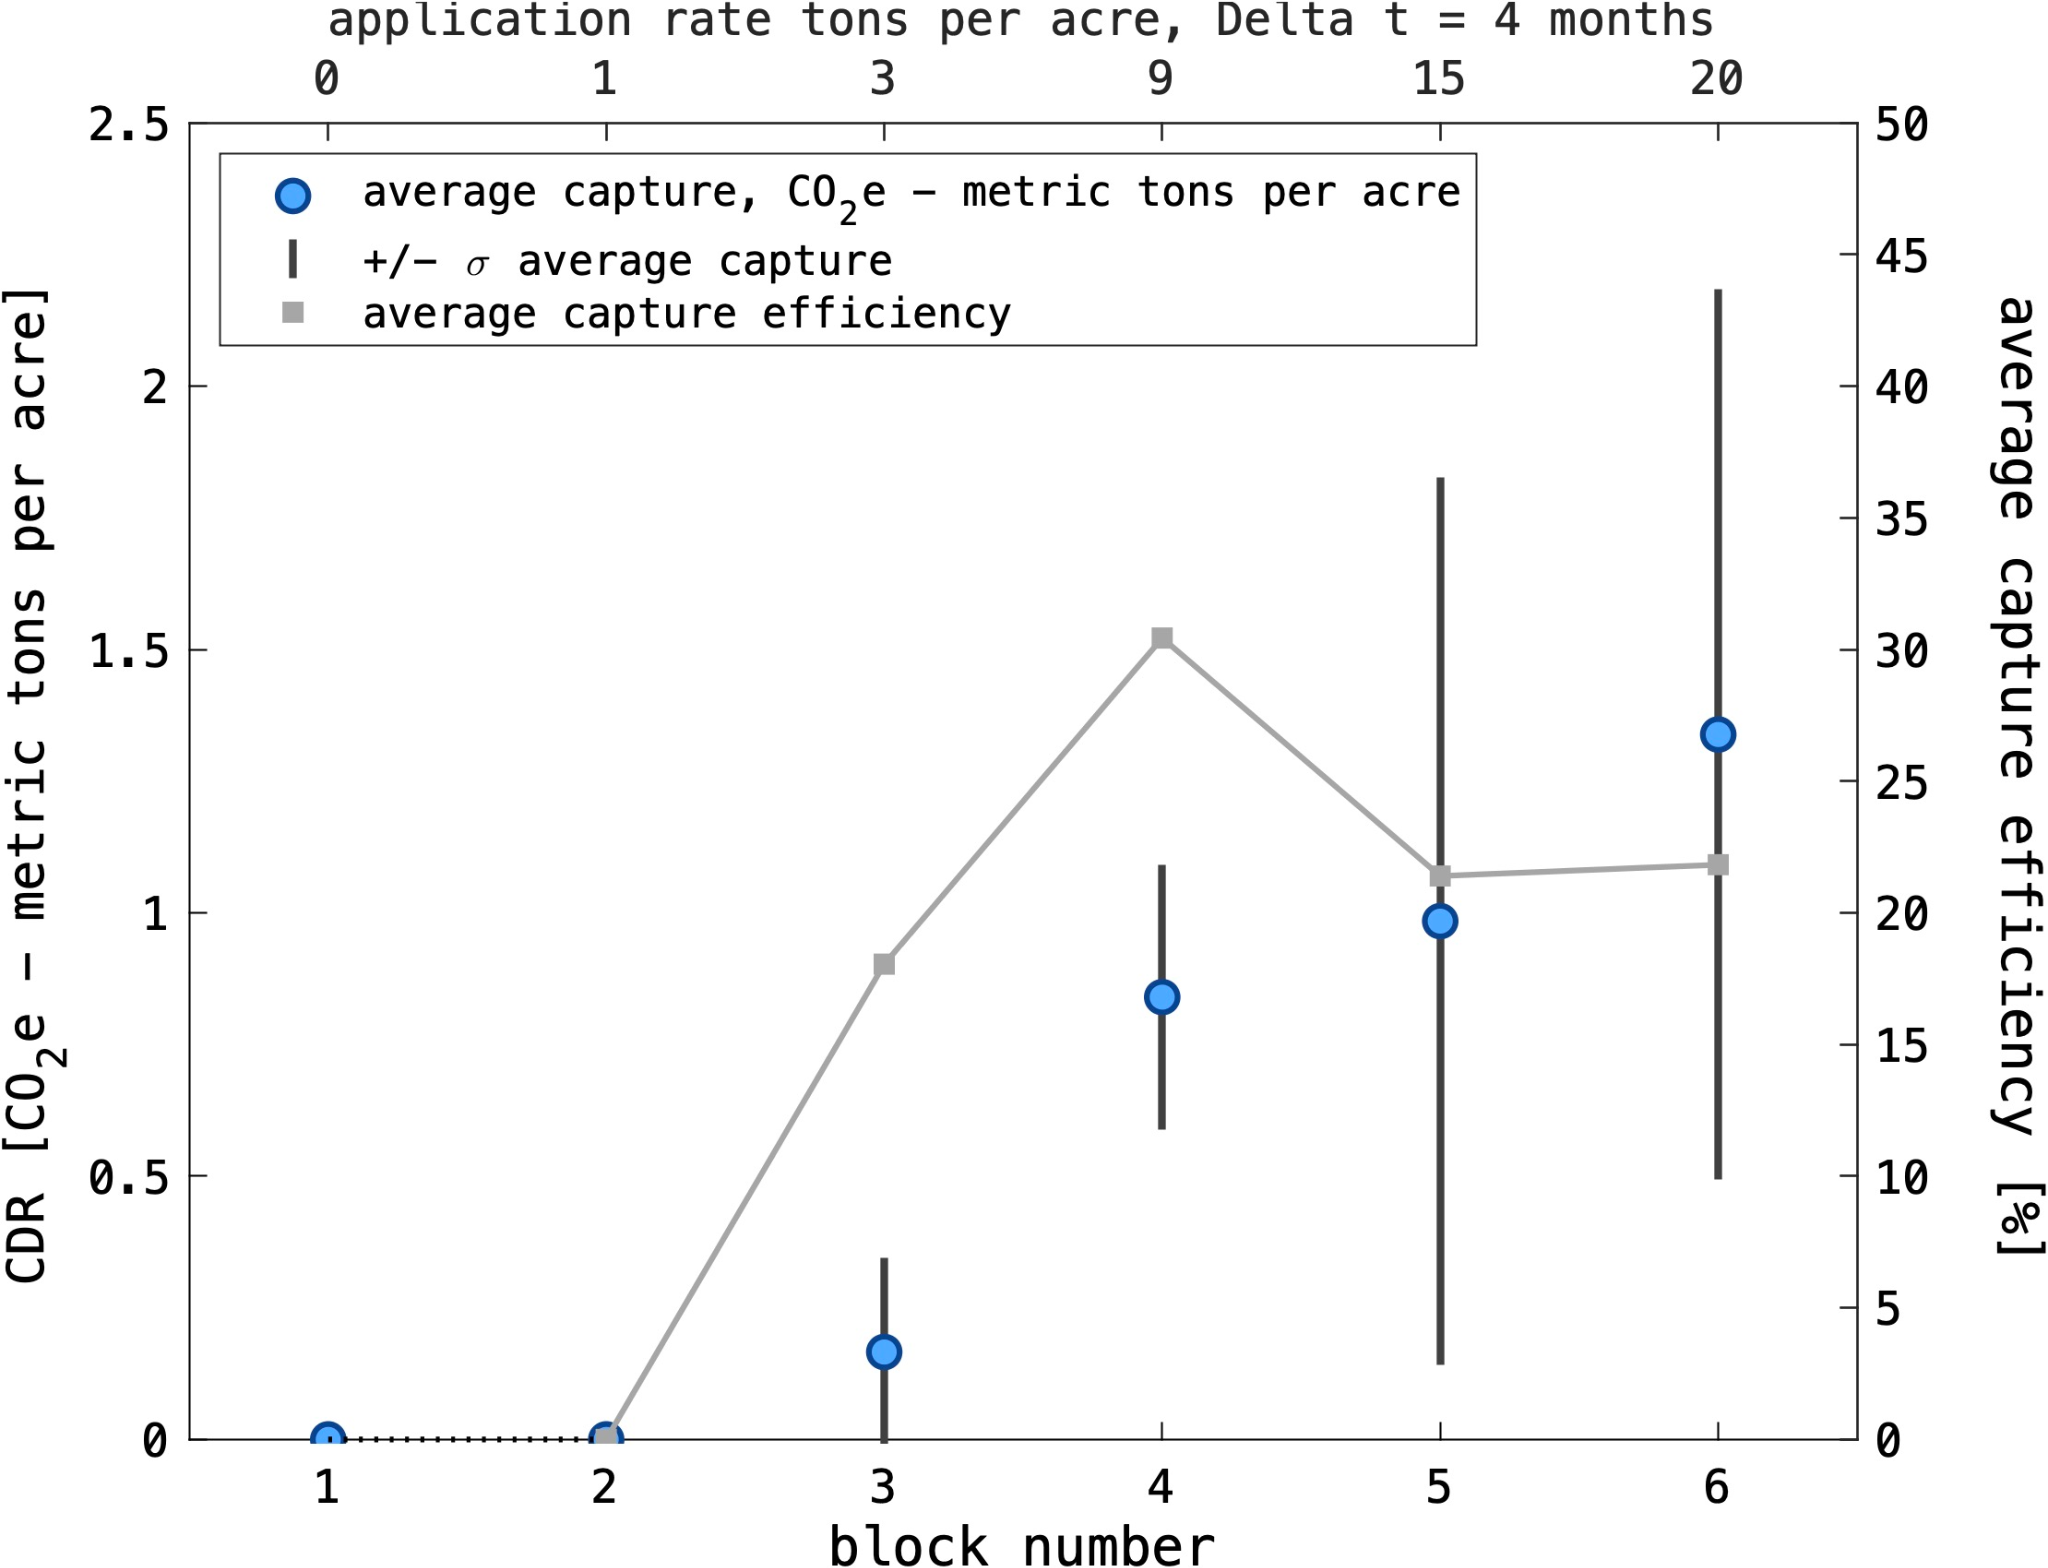 application rate tons per acre, Delta t = 4 months
0 1 3 9 15 20
2.5 50
average capture, CO₂e − metric tons per acre
+/− σ average capture
average capture efficiency
45
2 40
35
1.5 30
25
1 20
15
0.5 10
5
0 0
1 2 3 4 5 6
block number
CDR [CO₂e − metric tons per acre]
average capture efficiency [%]